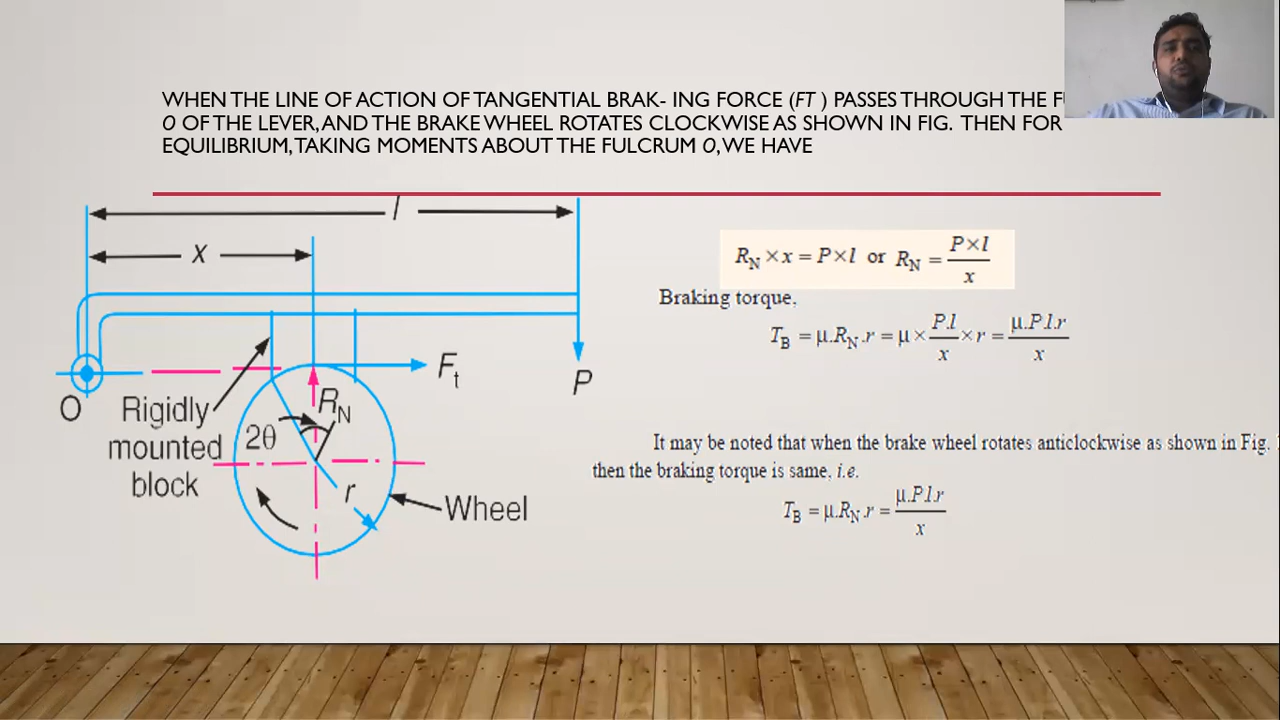 WHEN THE LINE OF ACTION OF TANGENTIAL BRAK- ING FORCE (FT ) PASSES THROUGH THE
O OF THE LEVER, AND THE BRAKE WHEEL ROTATES CLOCKWISE AS SHOWN IN FIG. THEN FOR
EQUILIBRIUM, TAKING MOMENTS ABOUT THE FULCRUM O, WE HAVE
l
x
O
Rigidly
mounted
block
2θ
R_N
F_t
P
r
Wheel
R_N × x = P × l or R_N = P×l / x
Braking torque,
T_B = μ.R_N .r = μ × P.l / x × r = μ.P.l.r / x
It may be noted that when the brake wheel rotates anticlockwise as shown in Fig.
then the braking torque is same, i.e.
T_B = μ.R_N .r = μ.P.l.r / x